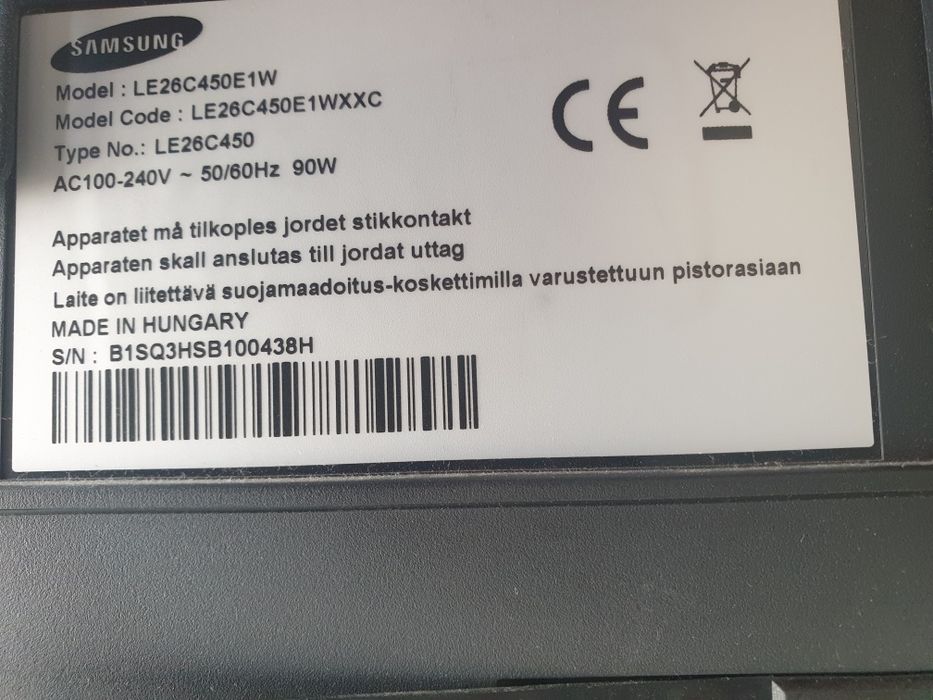 SAMSUNG
Model : LE26C450E1W
Model Code : LE26C450E1WXXC
Type No.: LE26C450
AC100-240V ~ 50/60Hz 90W
CE
Apparatet må tilkoples jordet stikkontakt
Apparaten skall anslutas till jordat uttag
Laite on liitettävä suojamaadoitus-koskettimilla varustettuun pistorasiaan
MADE IN HUNGARY
S/N : B1SQ3HSB100438H